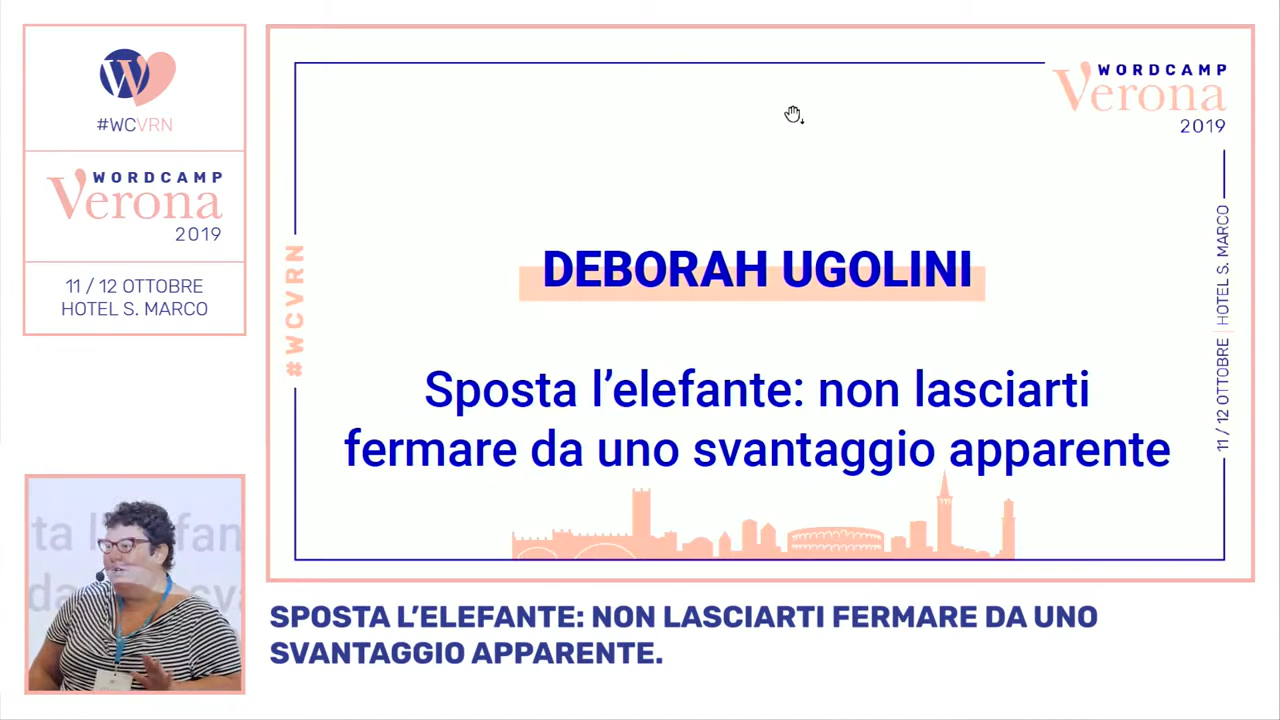 #WCVRN
WORDCAMP
Verona
2019
11 / 12 OTTOBRE
HOTEL S. MARCO
WORDCAMP
Verona
2019
#WCVRN
DEBORAH UGOLINI
Sposta l’elefante: non lasciarti
fermare da uno svantaggio apparente
11 / 12 OTTOBRE | HOTEL S. MARCO
SPOSTA L’ELEFANTE: NON LASCIARTI FERMARE DA UNO
SVANTAGGIO APPARENTE.